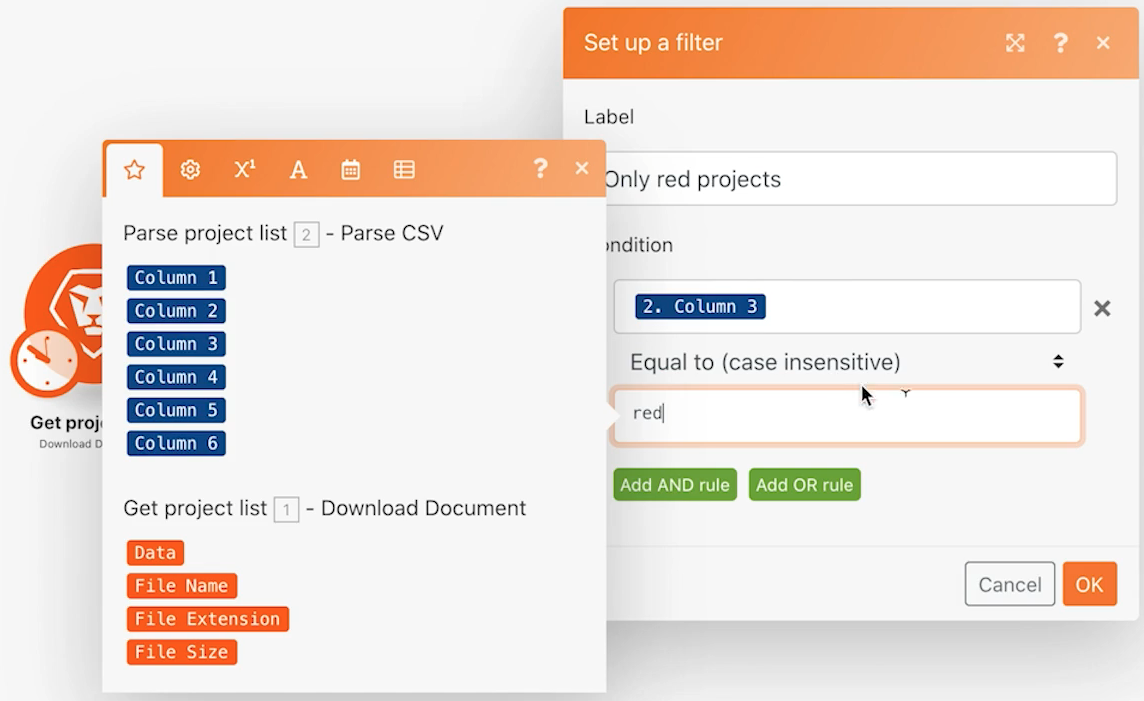 Set up a filter
?
Label
Only red projects
ondition
2. Column 3
Equal to (case insensitive)
red
Add AND rule
Add OR rule
Cancel
OK
X¹
A
?
Parse project list 2 - Parse CSV
Column 1
Column 2
Column 3
Column 4
Column 5
Column 6
Get project list 1 - Download Document
Data
File Name
File Extension
File Size
Get proj
Download D